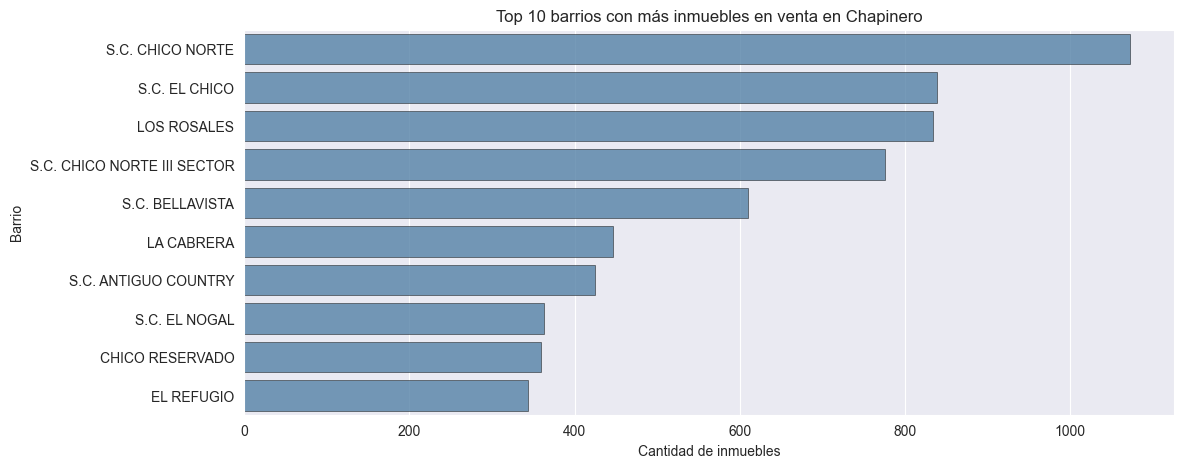 Top 10 barrios con más inmuebles en venta en Chapinero
S.C. CHICO NORTE
S.C. EL CHICO
LOS ROSALES
S.C. CHICO NORTE III SECTOR
S.C. BELLAVISTA
LA CABRERA
S.C. ANTIGUO COUNTRY
S.C. EL NOGAL
CHICO RESERVADO
EL REFUGIO
Barrio
0 200 400 600 800 1000
Cantidad de inmuebles